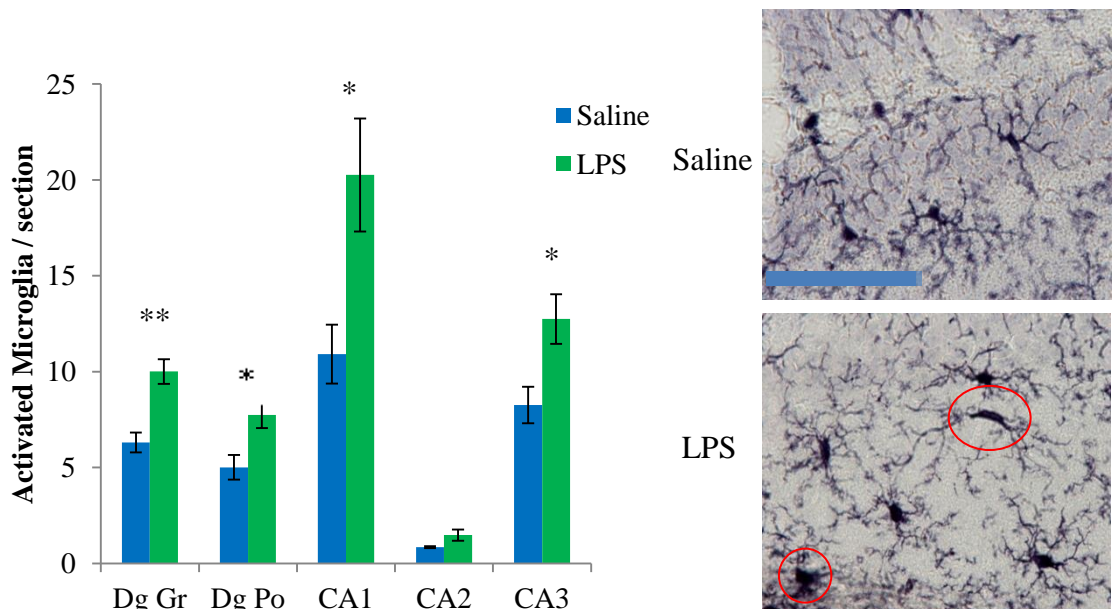 Activated Microglia / section
25
20
15
10
5
0
**
*
*
*
Dg Gr
Dg Po
CA1
CA2
CA3
Saline
LPS
Saline
LPS